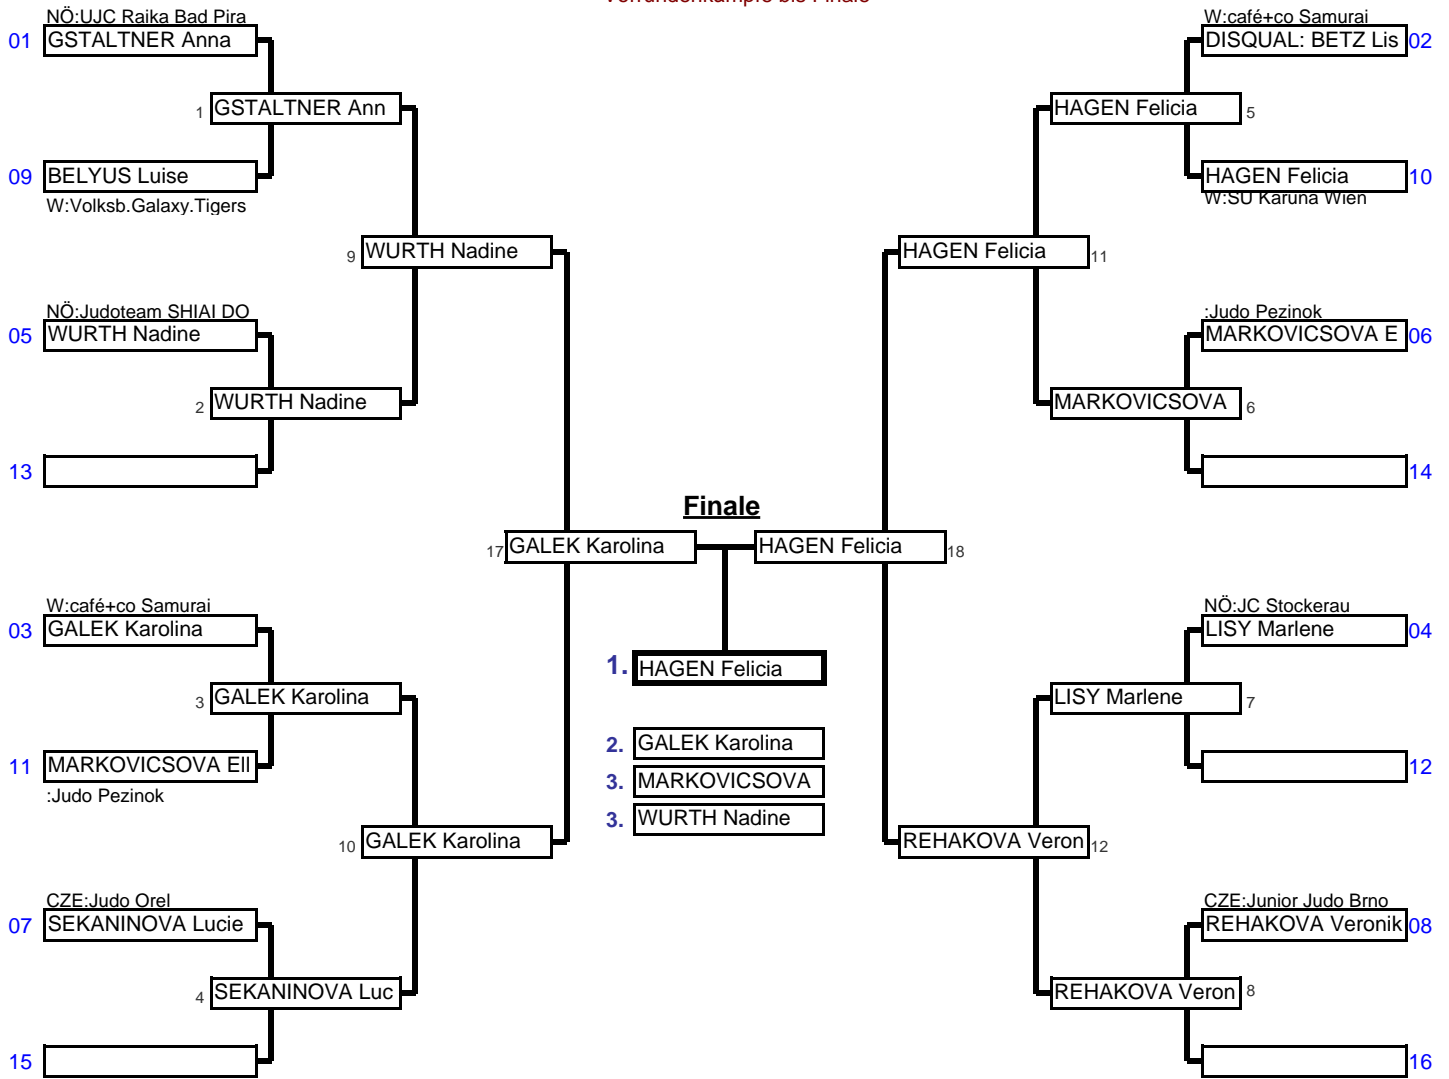 NÖ:UJC Raika Bad Pira
01 GSTALTNER Anna
1 GSTALTNER Ann
09 BELYUS Luise
W:Volksb.Galaxy.Tigers
9 WURTH Nadine
NÖ:Judoteam SHIAI DO
05 WURTH Nadine
2 WURTH Nadine
13
17 GALEK Karolina
W:café+co Samurai
03 GALEK Karolina
3 GALEK Karolina
11 MARKOVICSOVA Ell
:Judo Pezinok
10 GALEK Karolina
CZE:Judo Orel
07 SEKANINOVA Lucie
4 SEKANINOVA Luc
15
Vorrundenkämpfe bis Finale
Finale
1. HAGEN Felicia
2. GALEK Karolina
3. MARKOVICSOVA
3. WURTH Nadine
W:café+co Samurai
DISQUAL: BETZ Lis 02
HAGEN Felicia 5
HAGEN Felicia 10
W:SU Karuna Wien
HAGEN Felicia 11
:Judo Pezinok
MARKOVICSOVA E 06
MARKOVICSOVA 6
14
HAGEN Felicia 18
NÖ:JC Stockerau
LISY Marlene 04
LISY Marlene 7
12
REHAKOVA Veron 12
CZE:Junior Judo Brno
REHAKOVA Veronik 08
REHAKOVA Veron 8
16